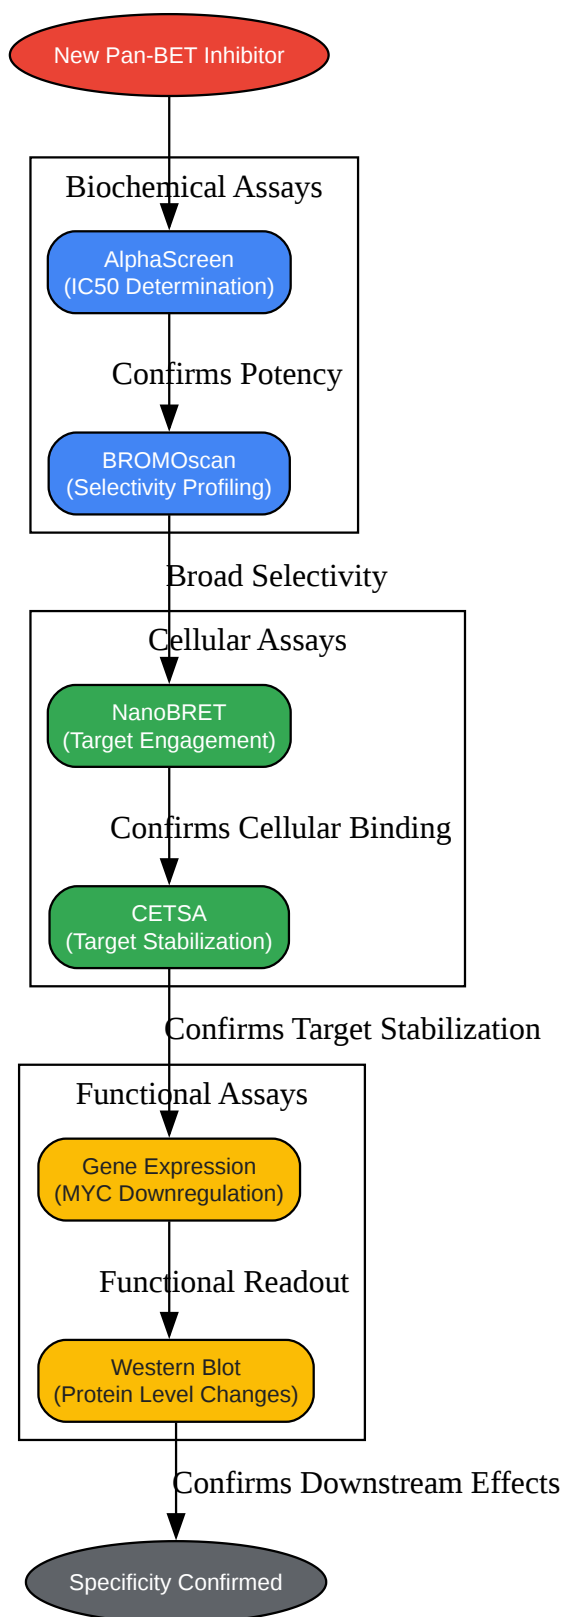 New Pan-BET Inhibitor
Biochemical Assays
AlphaScreen
(IC50 Determination)
Confirms Potency
BROMOscan
(Selectivity Profiling)
Broad Selectivity
Cellular Assays
NanoBRET
(Target Engagement)
Confirms Cellular Binding
CETSA
(Target Stabilization)
Confirms Target Stabilization
Functional Assays
Gene Expression
(MYC Downregulation)
Functional Readout
Western Blot
(Protein Level Changes)
Confirms Downstream Effects
Specificity Confirmed